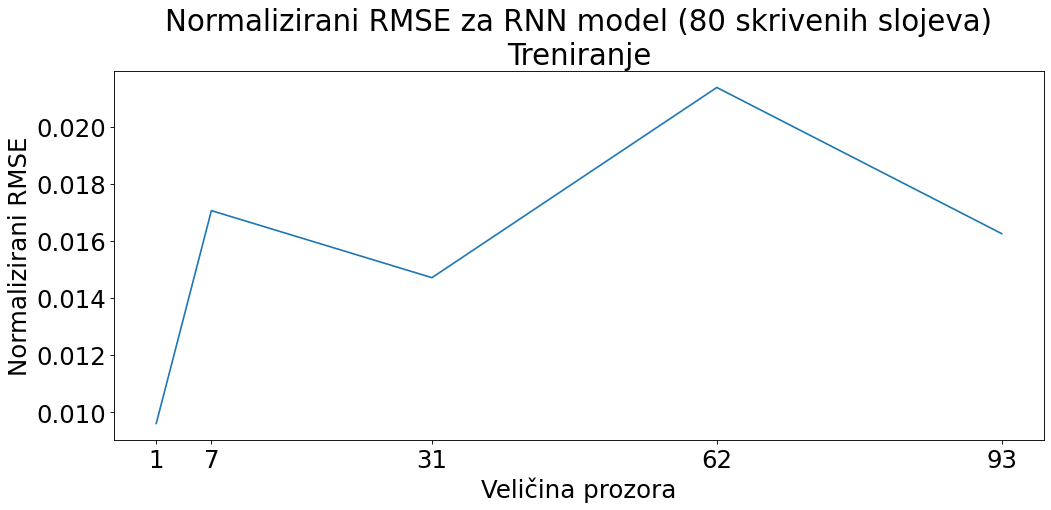 Normalizirani RMSE za RNN model (80 skrivenih slojeva)
Treniranje
Normalizirani RMSE
0.020
0.018
0.016
0.014
0.012
0.010
1 7 31 62 93
Veličina prozora